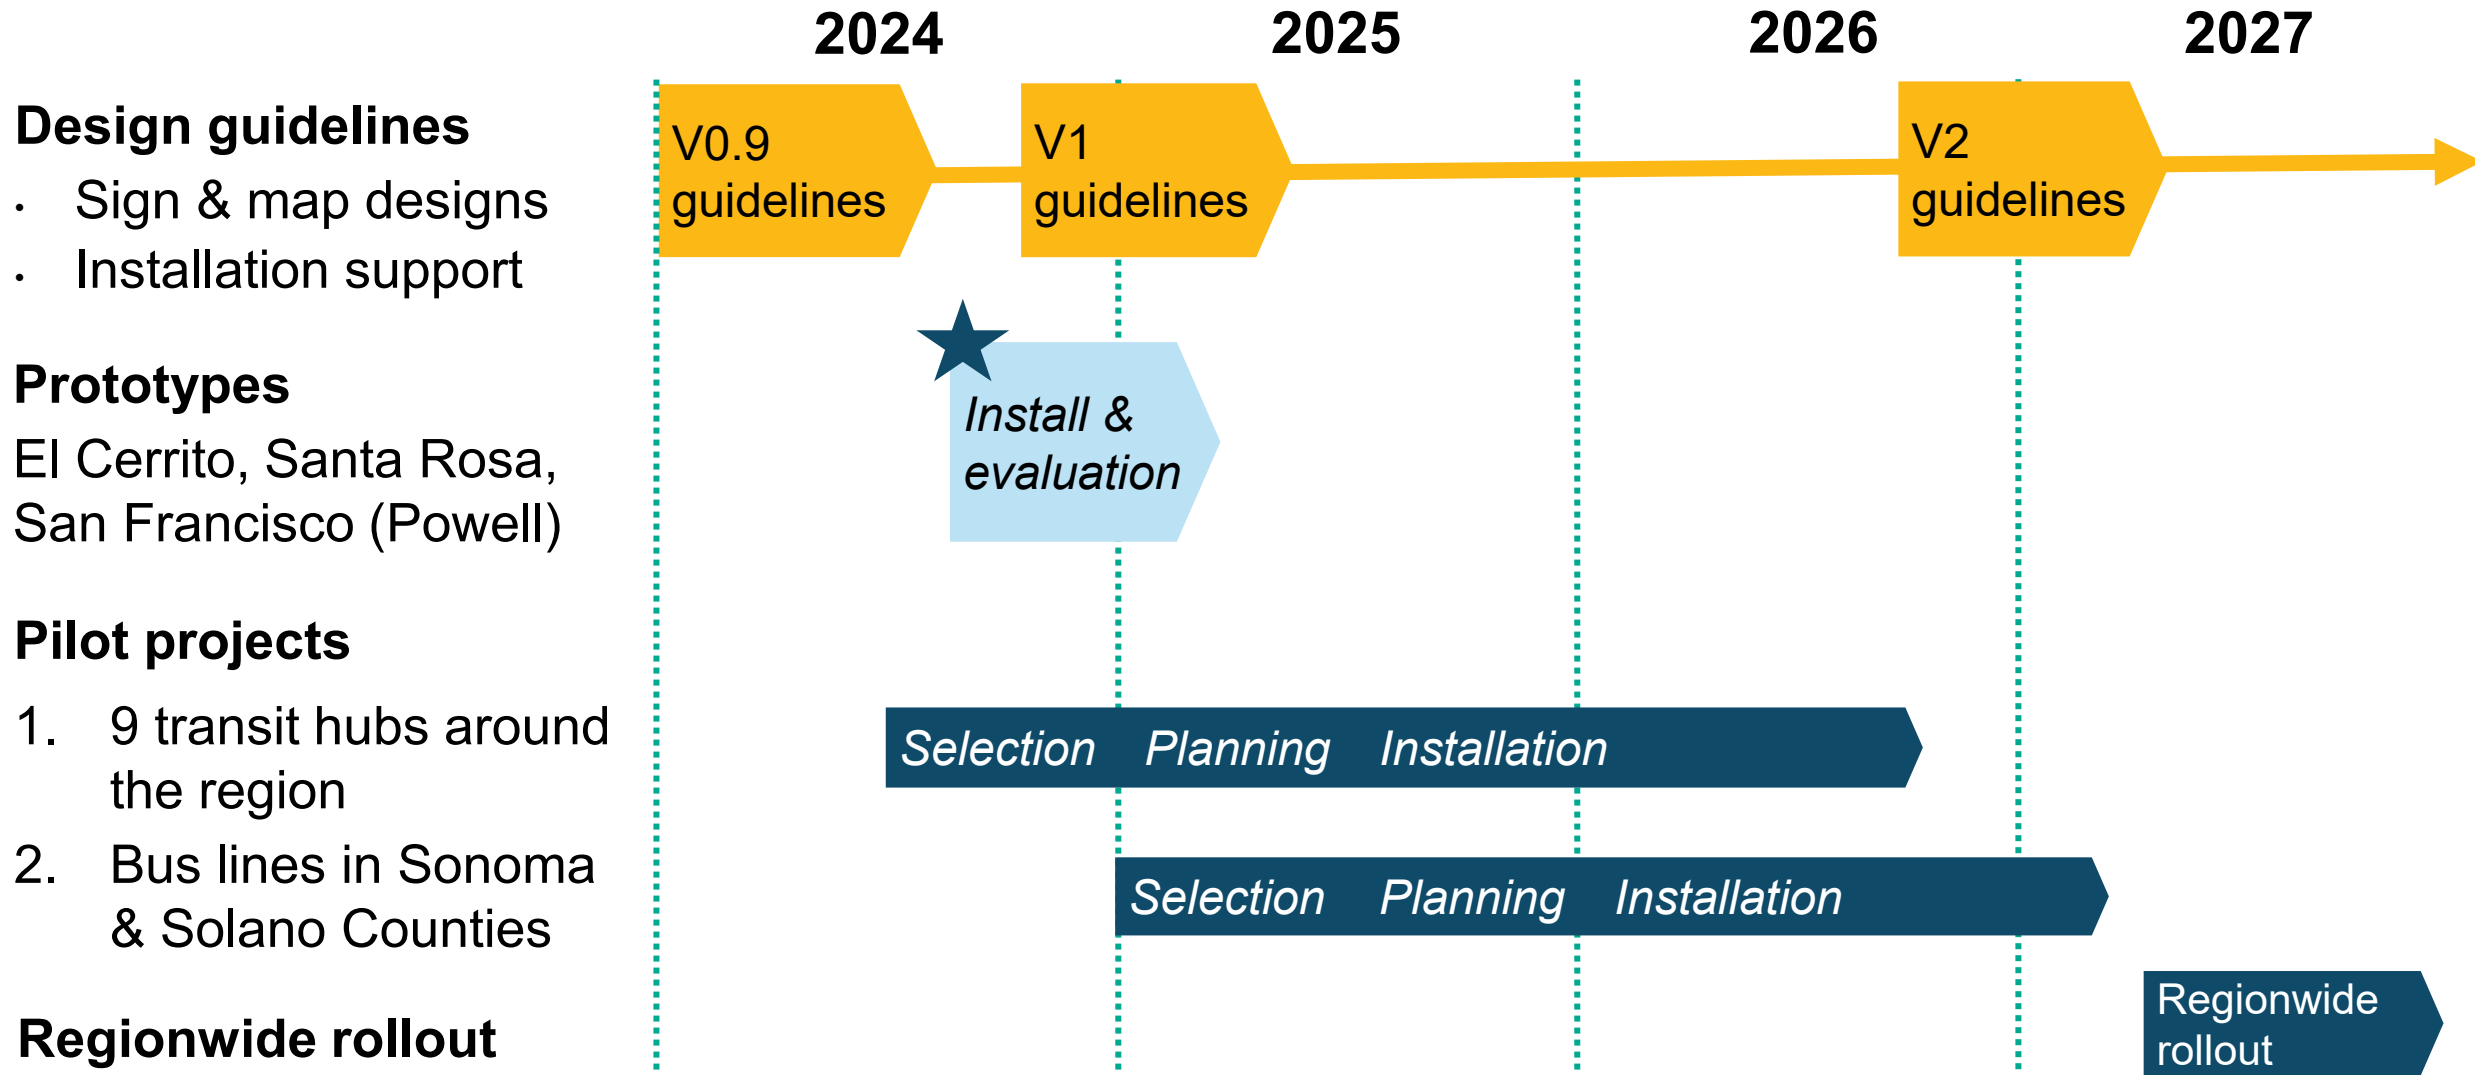 2024 2025 2026 2027
Design guidelines
• Sign & map designs
• Installation support
V0.9
guidelines
V1
guidelines
V2
guidelines
Prototypes
El Cerrito, Santa Rosa,
San Francisco (Powell)
Install &
evaluation
Pilot projects
1. 9 transit hubs around
the region
Selection Planning Installation
2. Bus lines in Sonoma
& Solano Counties
Selection Planning Installation
Regionwide rollout
Regionwide
rollout